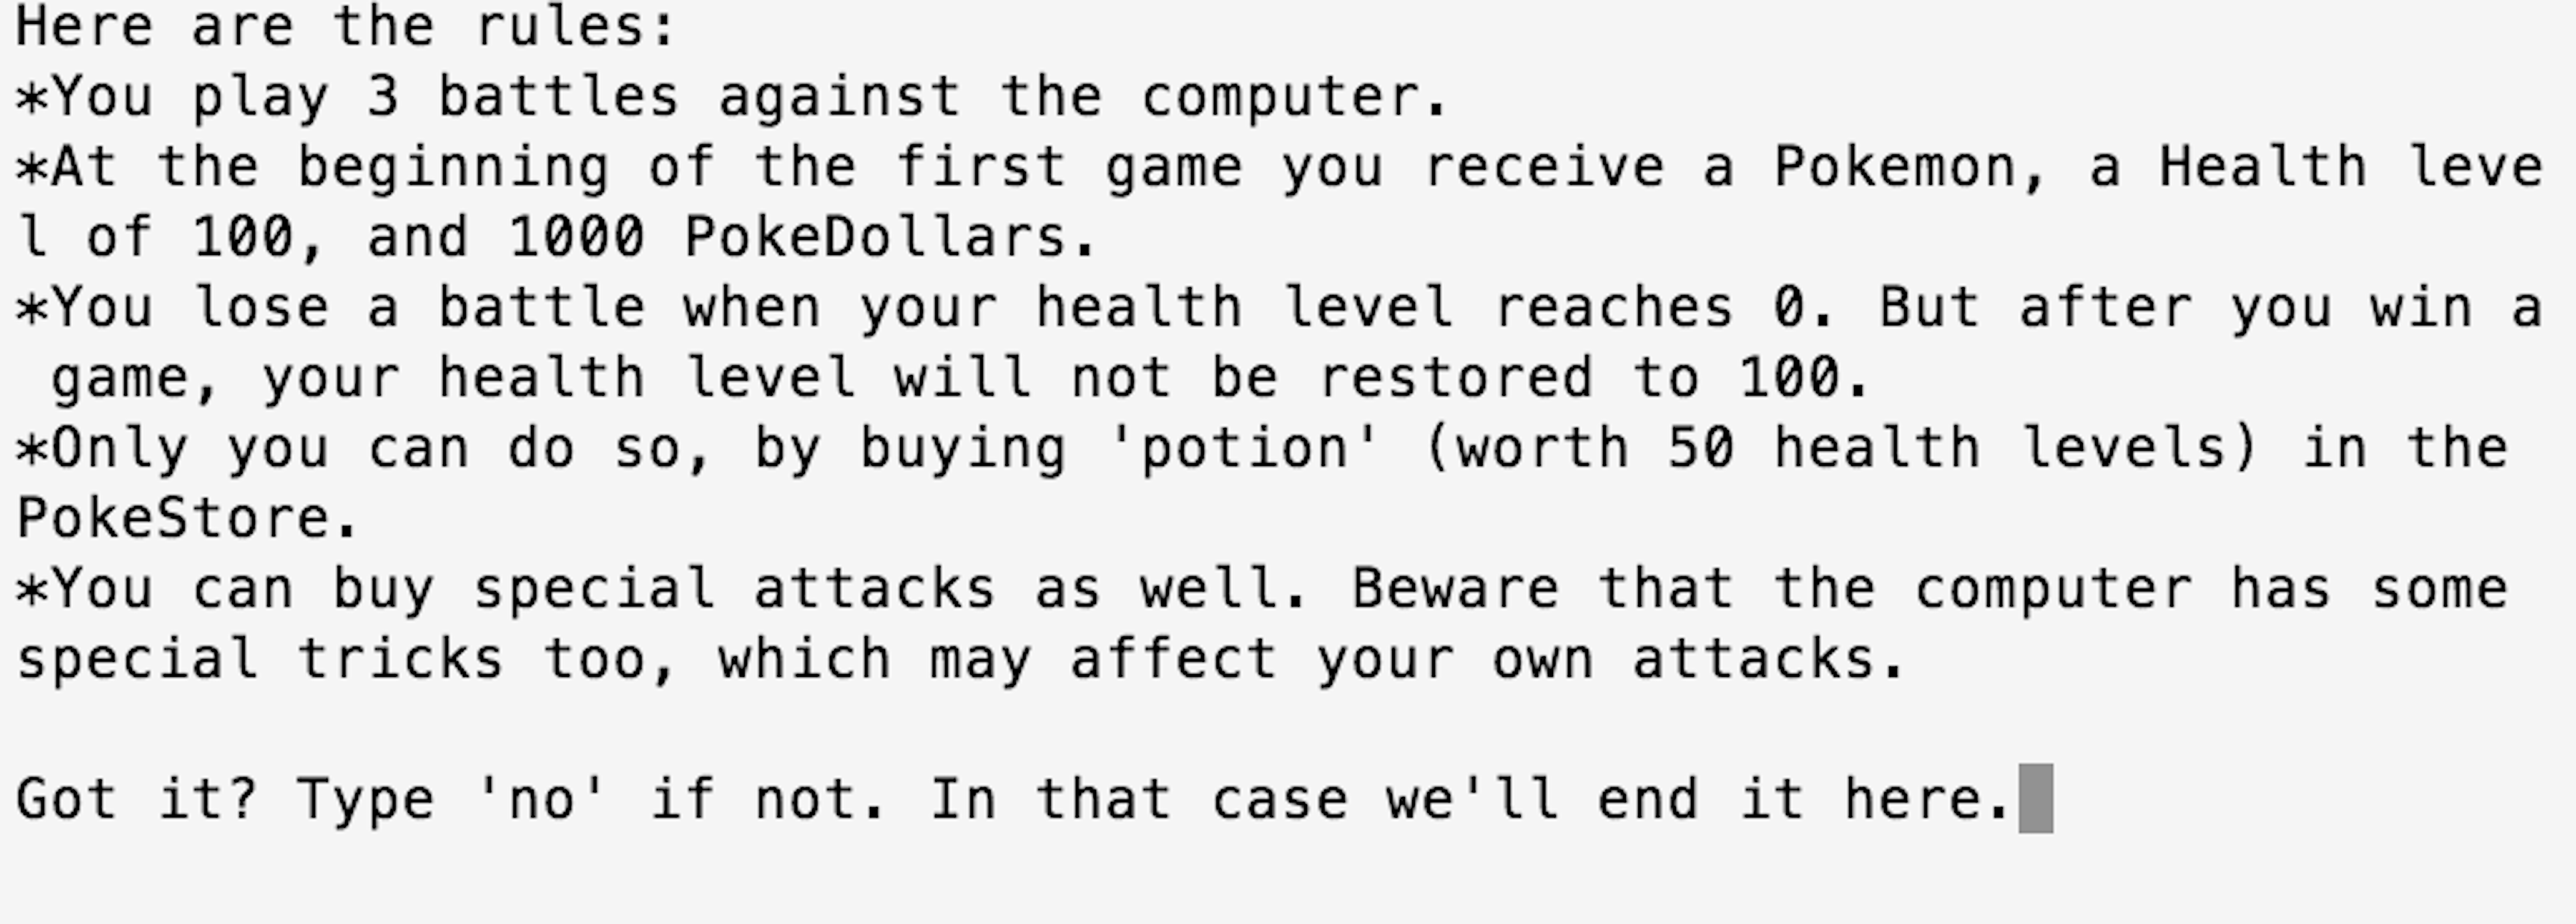 Here are the rules:
*You play 3 battles against the computer.
*At the beginning of the first game you receive a Pokemon, a Health leve
l of 100, and 1000 PokeDollars.
*You lose a battle when your health level reaches 0. But after you win a
 game, your health level will not be restored to 100.
*Only you can do so, by buying 'potion' (worth 50 health levels) in the
PokeStore.
*You can buy special attacks as well. Beware that the computer has some
special tricks too, which may affect your own attacks.

Got it? Type 'no' if not. In that case we'll end it here.